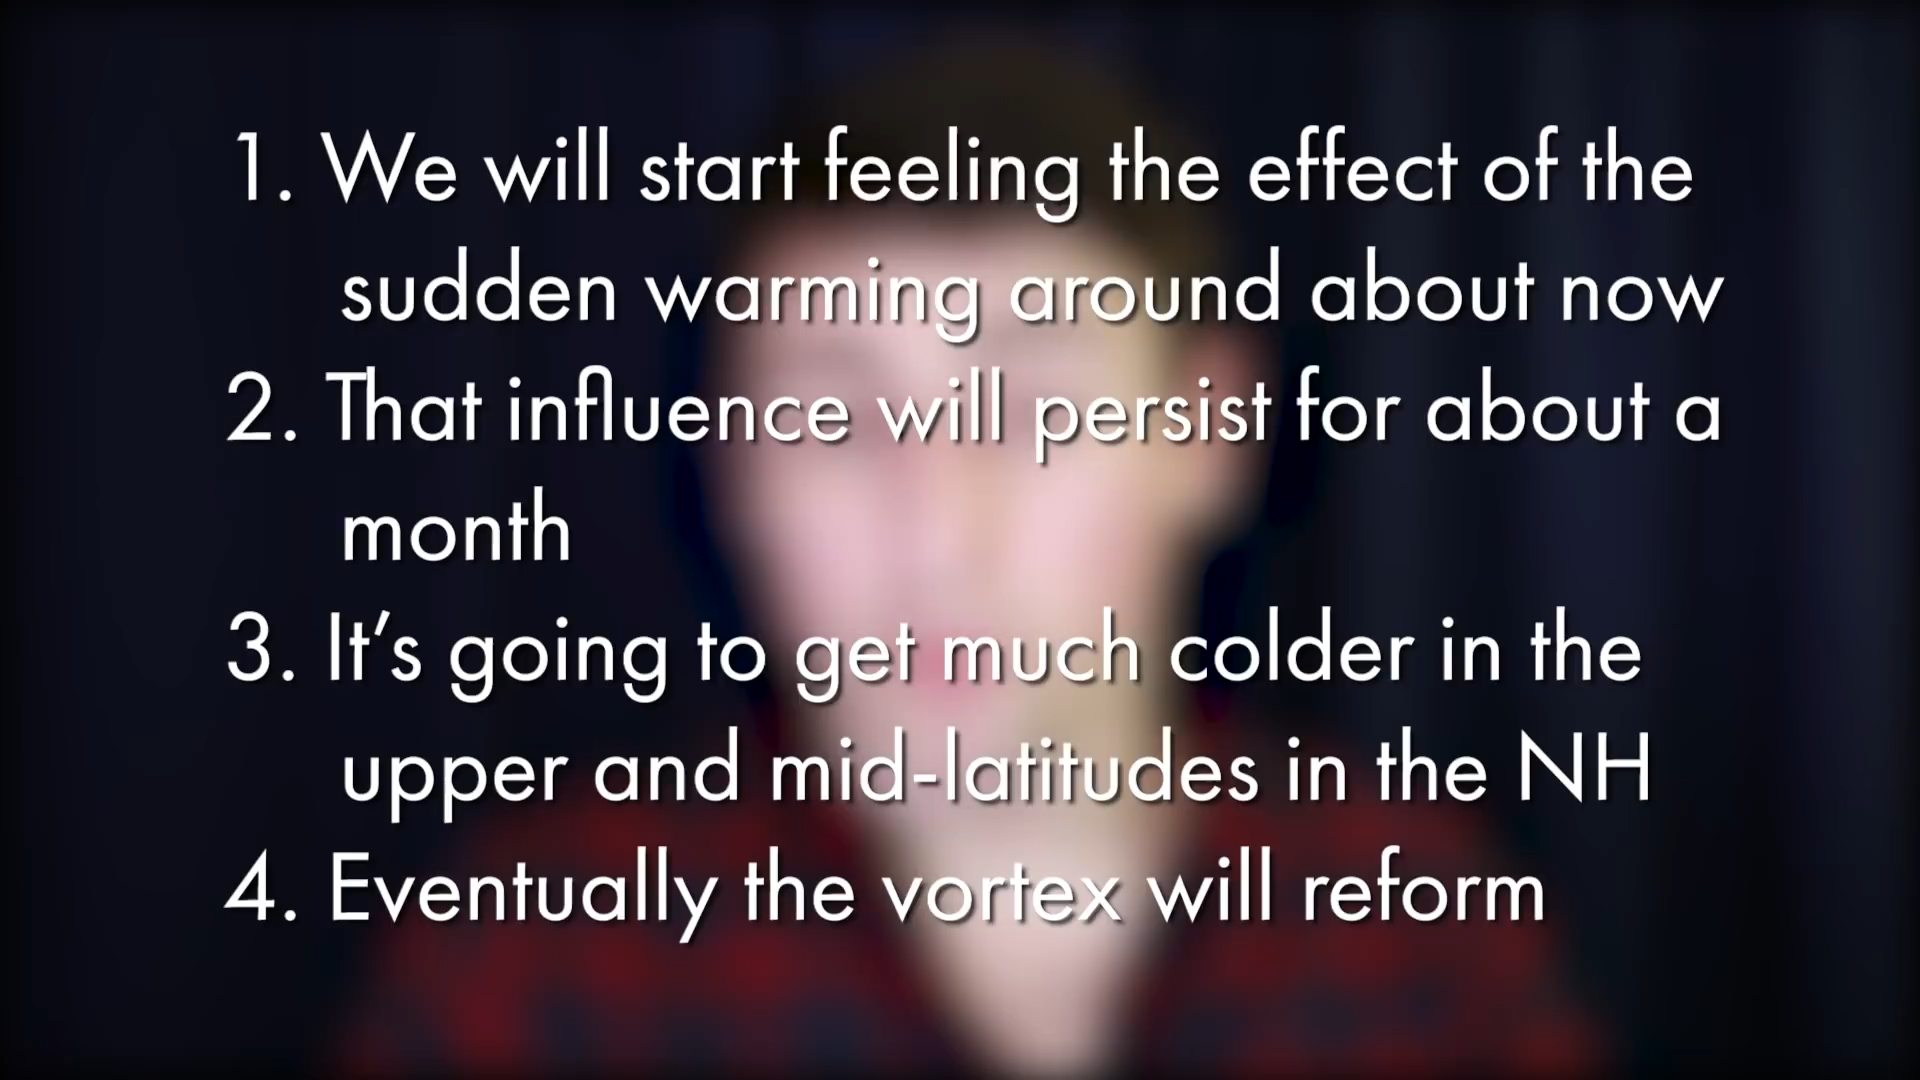 1. We will start feeling the effect of the
sudden warming around about now
2. That influence will persist for about a
month
3. It’s going to get much colder in the
upper and mid-latitudes in the NH
4. Eventually the vortex will reform